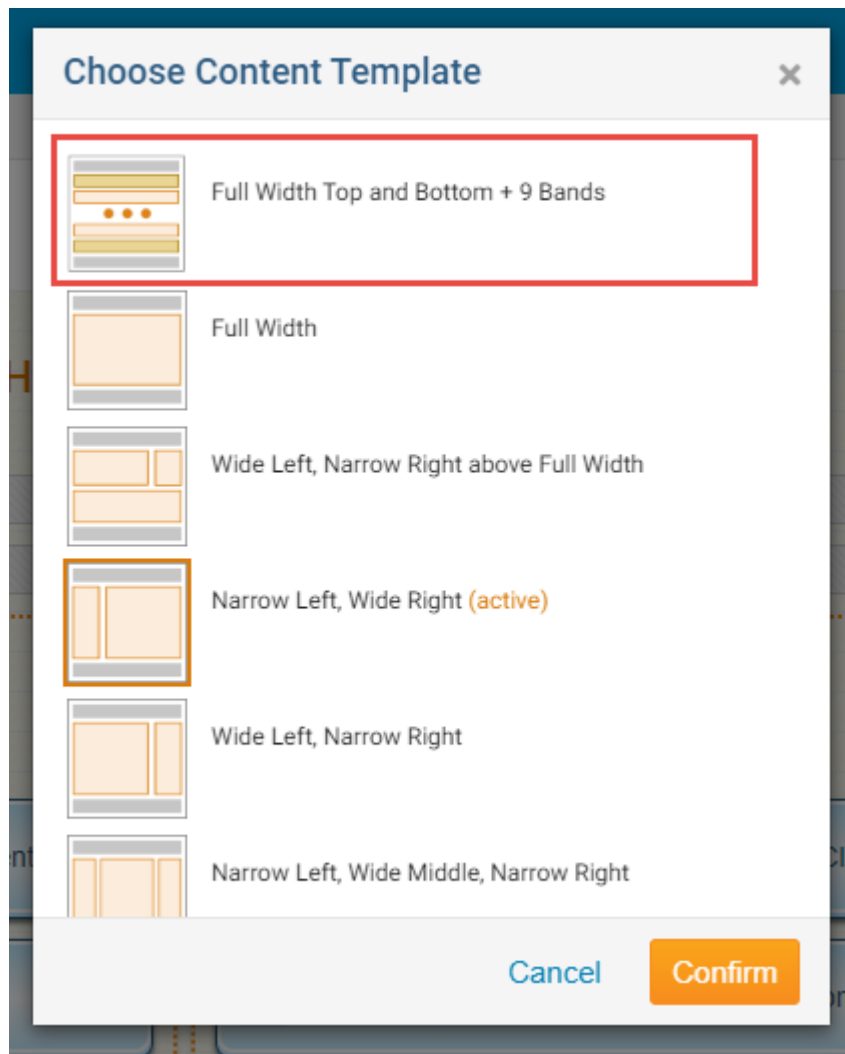 Choose Content Template ×
Full Width Top and Bottom + 9 Bands
Full Width
Wide Left, Narrow Right above Full Width
Narrow Left, Wide Right (active)
Wide Left, Narrow Right
Narrow Left, Wide Middle, Narrow Right
Cancel Confirm